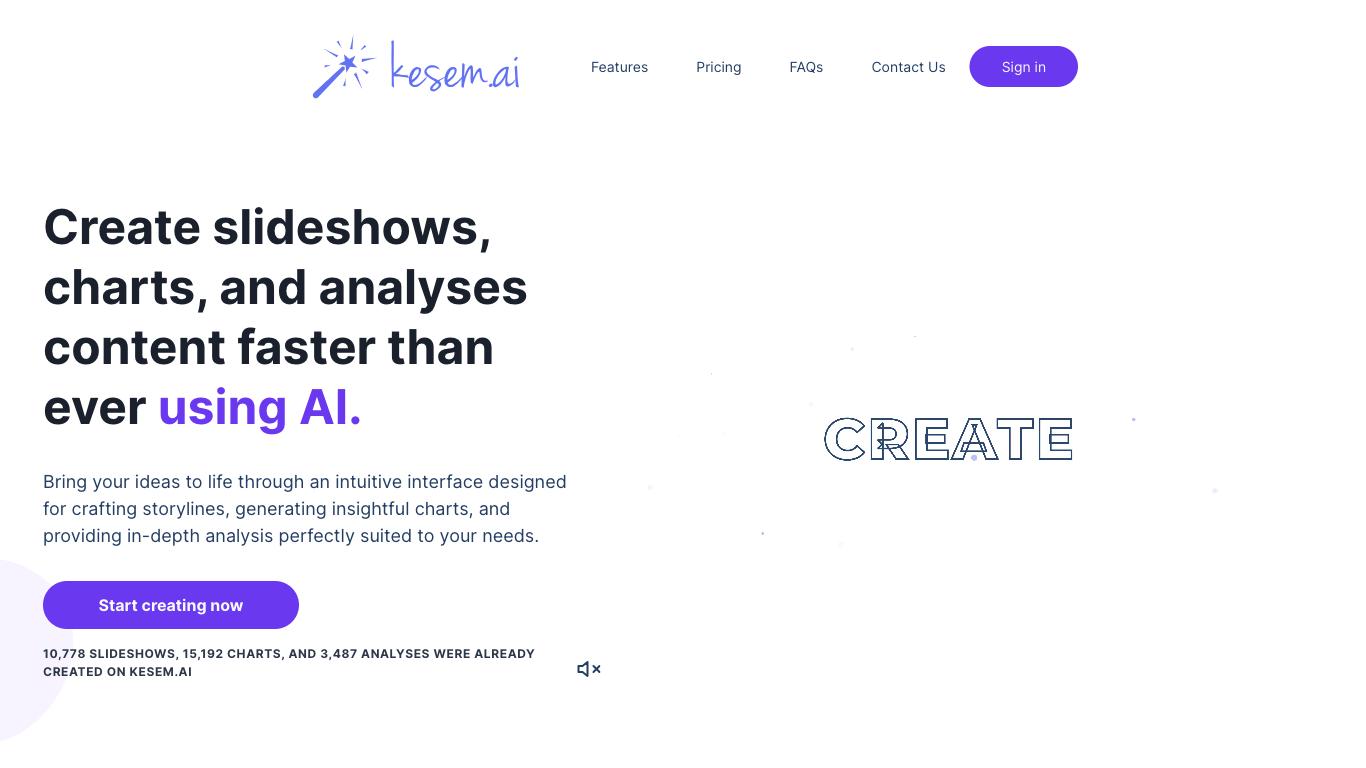 kesem.ai
Features
Pricing
FAQs
Contact Us
Sign in
Create slideshows,
charts, and analyses
content faster than
ever using AI.
Bring your ideas to life through an intuitive interface designed
for crafting storylines, generating insightful charts, and
providing in-depth analysis perfectly suited to your needs.
CREATE
Start creating now
10,778 SLIDESHOWS, 15,192 CHARTS, AND 3,487 ANALYSES WERE ALREADY
CREATED ON KESEM.AI